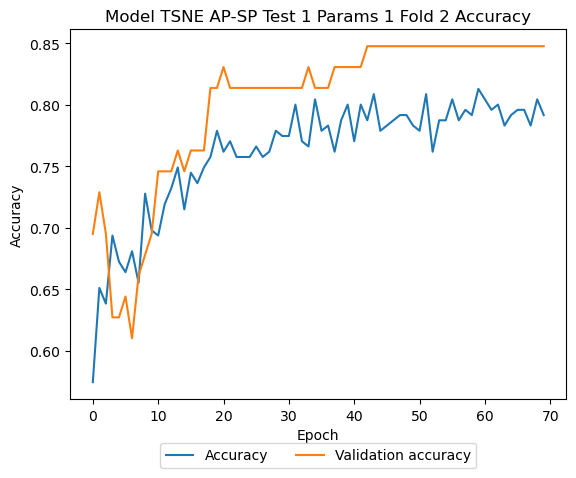 Model TSNE AP-SP Test 1 Params 1 Fold 2 Accuracy
0.85
0.80
0.75
0.70
0.65
0.60
Accuracy
0 10 20 30 40 50 60 70
Epoch
Accuracy Validation accuracy